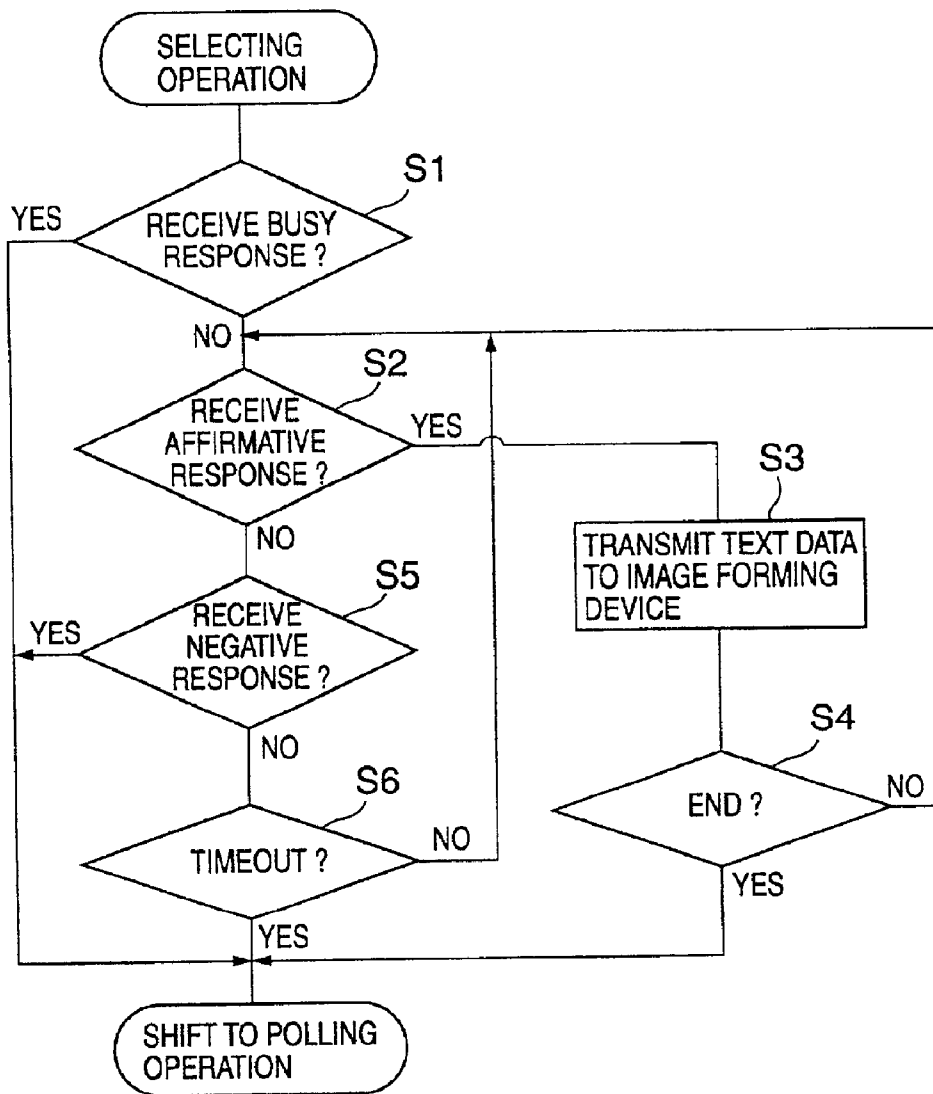 SELECTING
OPERATION
S1
YES
RECEIVE BUSY
RESPONSE ?
NO
S2
RECEIVE
AFFIRMATIVE
RESPONSE ?
YES
S3
NO
TRANSMIT TEXT DATA
TO IMAGE FORMING
DEVICE
S5
YES
RECEIVE
NEGATIVE
RESPONSE ?
NO
S4
END ?
NO
S6
TIMEOUT ?
NO
YES
YES
SHIFT TO POLLING
OPERATION